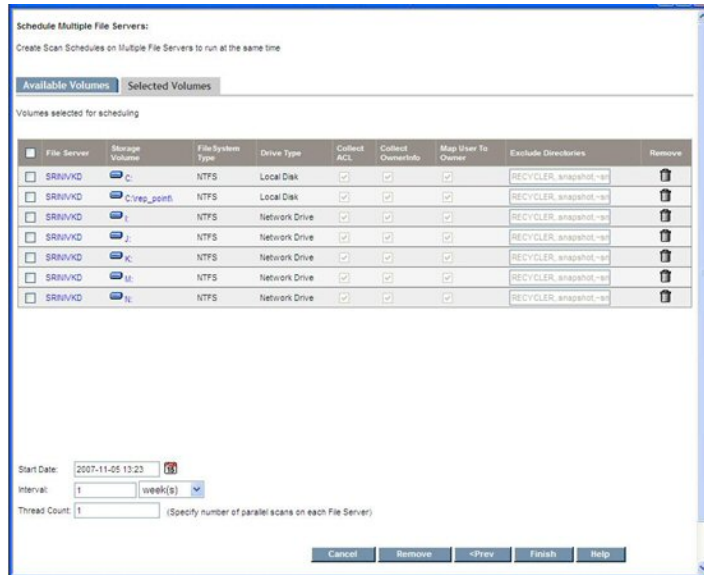 Schedule Multiple File Servers:
Create Scan Schedules on Multiple File Servers to run at the same time
Available Volumes Selected Volumes
Volumes selected for scheduling
File Server Storage Volume FileSystem Type Drive Type Collect ACL Collect OwnerInfo Map User To Owner Exclude Directories Remove
SRINIVKD C: NTFS Local Disk RECYCLER,.snapshot,~sn
SRINIVKD C:\rep_point\ NTFS Local Disk RECYCLER,.snapshot,~sn
SRINIVKD I: NTFS Network Drive RECYCLER,.snapshot,~sn
SRINIVKD J: NTFS Network Drive RECYCLER,.snapshot,~sn
SRINIVKD K: NTFS Network Drive RECYCLER,.snapshot,~sn
SRINIVKD M: NTFS Network Drive RECYCLER,.snapshot,~sn
SRINIVKD N: NTFS Network Drive RECYCLER,.snapshot,~sn
Start Date: 2007-11-05 13:23
Interval: 1 week(s)
Thread Count: 1 (Specify number of parallel scans on each File Server)
Cancel Remove <Prev Finish Help